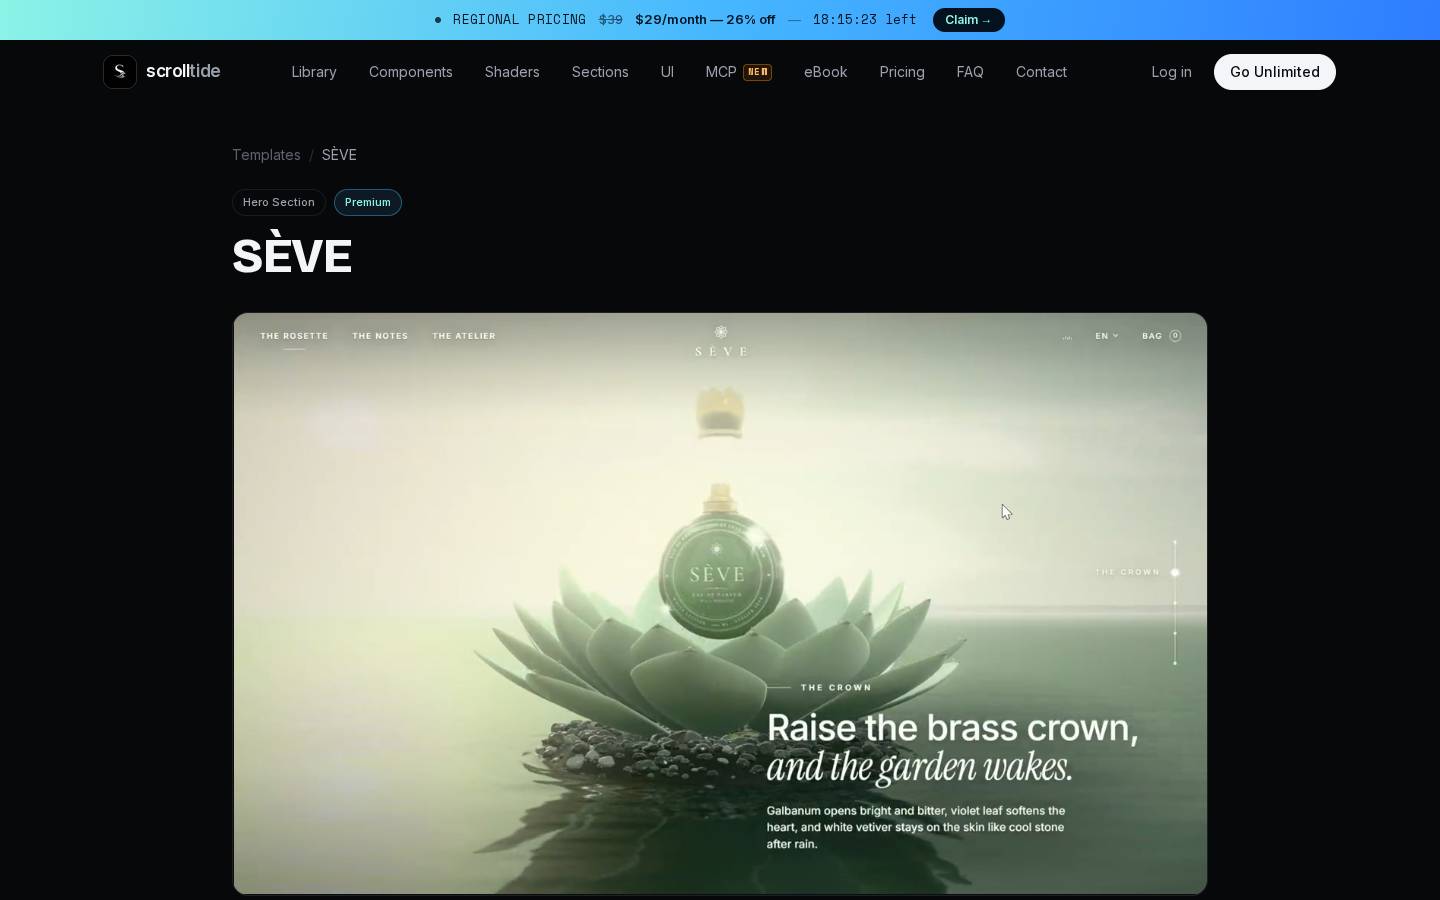 REGIONAL PRICING $39 $29/month — 26% off — 18:15:23 left Claim →
scrolltide Library Components Shaders Sections UI MCP NEW eBook Pricing FAQ Contact Log in Go Unlimited
Templates / SÈVE
Hero Section Premium
SÈVE
THE ROSETTE THE NOTES THE ATELIER SÈVE EN BAG 0
SÈVE
EAU DE PARFUM
THE CROWN
THE CROWN
Raise the brass crown,
and the garden wakes.
Galbanum opens bright and bitter, violet leaf softens the
heart, and white vetiver stays on the skin like cool stone
after rain.